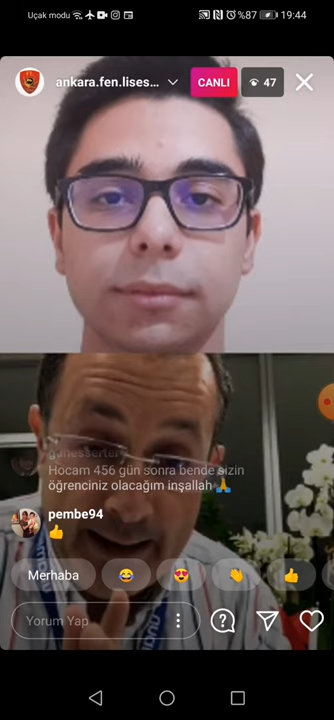 Uçak modu
%87
19:44
ankara.fen.lises...
CANLI
47
gunesserter
Hocam 456 gün sonra bende sizin
öğrenciniz olacağım inşallah🙏
pembe94
👍
Merhaba
Yorum Yap